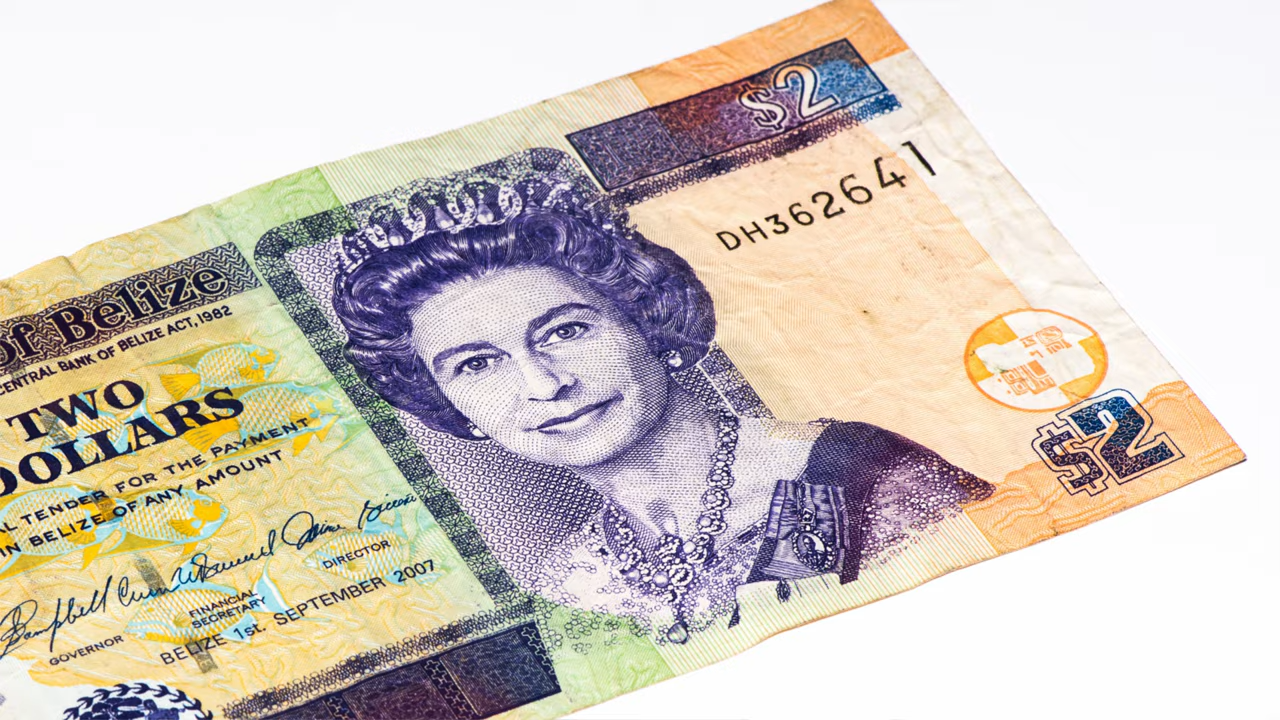 of Belize
CENTRAL BANK OF BELIZE ACT, 1982
TWO
DOLLARS
TENDER FOR THE PAYMENT
IN BELIZE OF ANY AMOUNT
GOVERNOR
FINANCIAL
SECRETARY
DIRECTOR
BELIZE 1st. SEPTEMBER 2007
$2
DH362641
$2